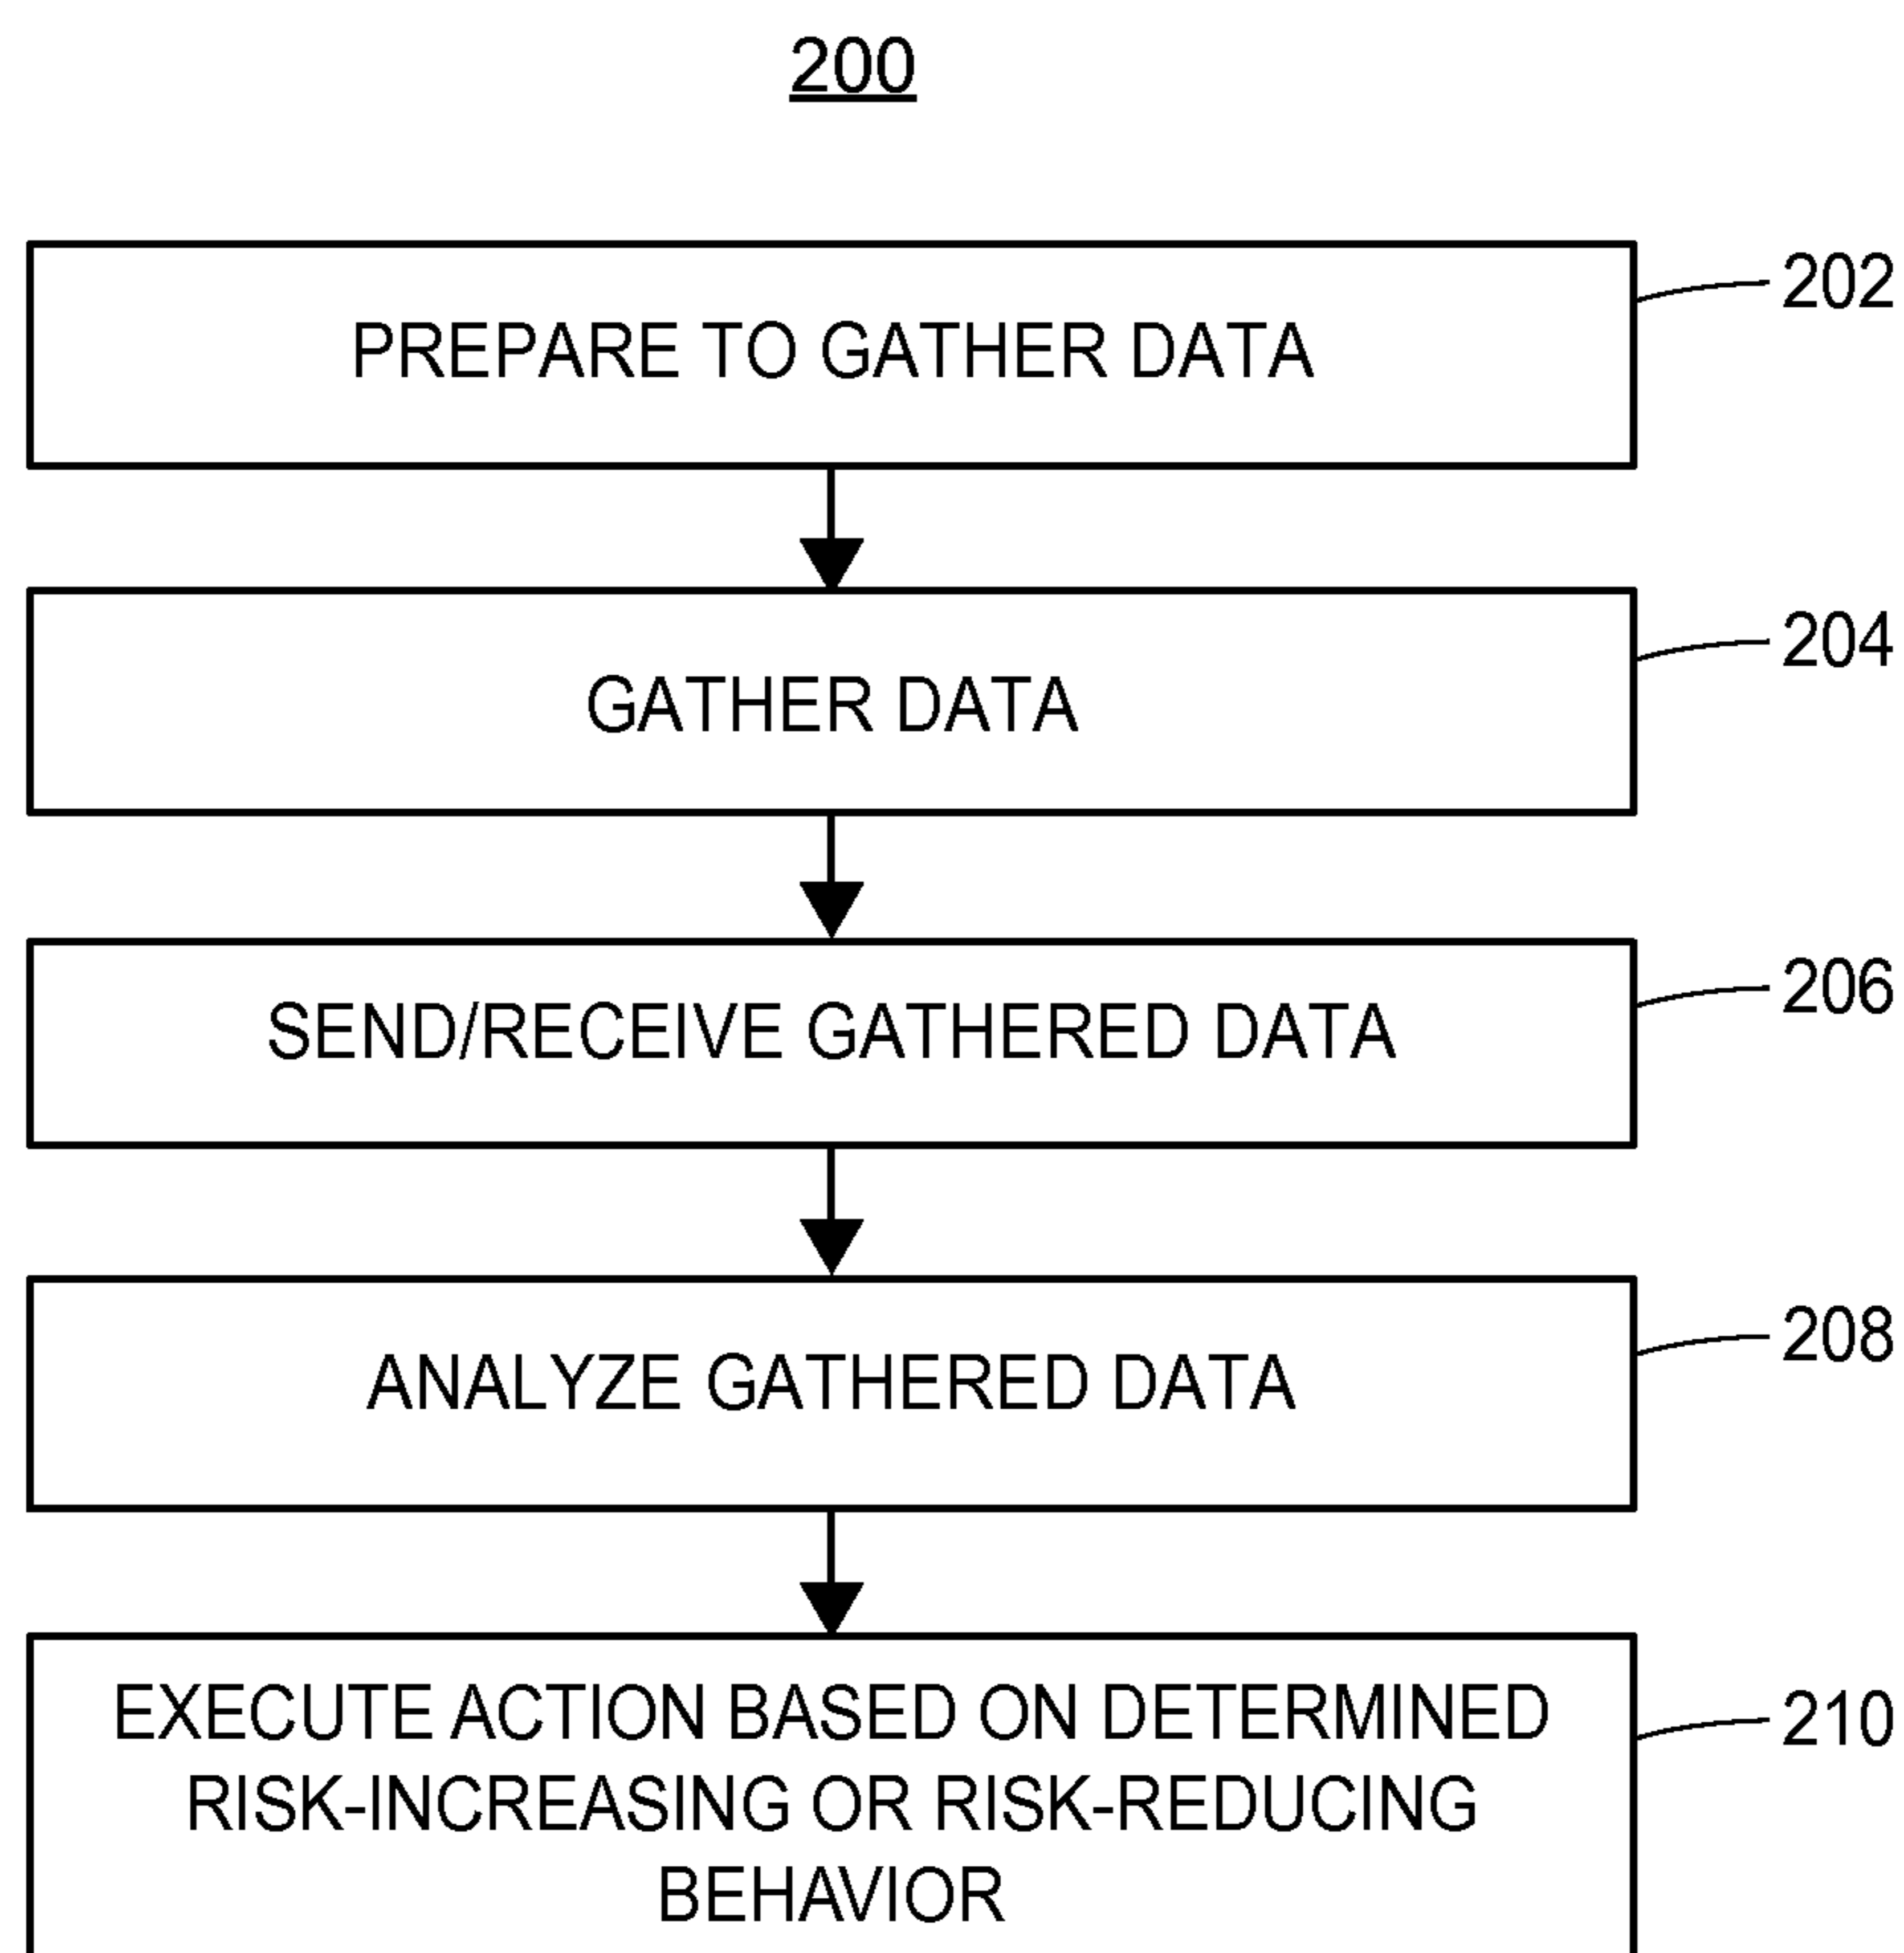 200
PREPARE TO GATHER DATA
202
GATHER DATA
204
SEND/RECEIVE GATHERED DATA
206
ANALYZE GATHERED DATA
208
EXECUTE ACTION BASED ON DETERMINED
RISK-INCREASING OR RISK-REDUCING
BEHAVIOR
210